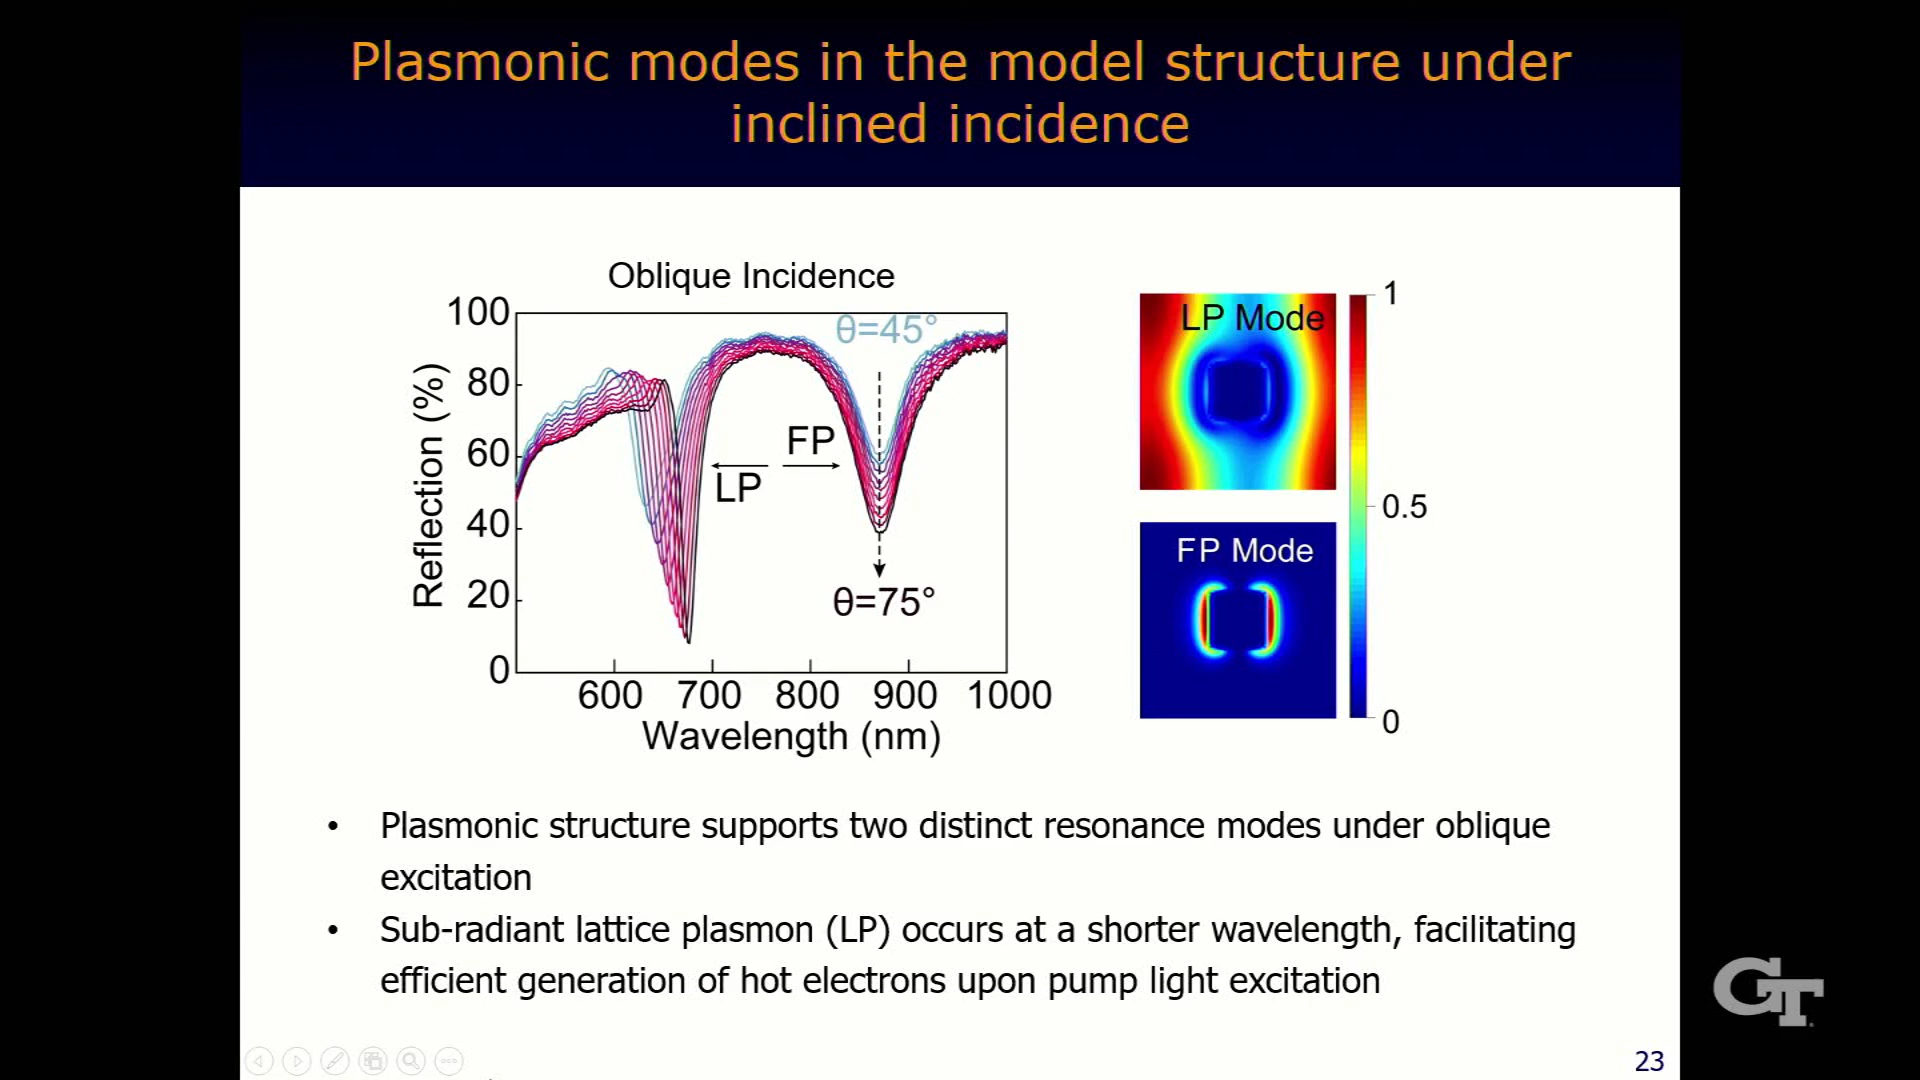 Plasmonic modes in the model structure under
inclined incidence
Oblique Incidence
100
80
60
40
20
0
Reflection (%)
θ=45°
FP
LP
θ=75°
600 700 800 900 1000
Wavelength (nm)
LP Mode
FP Mode
1
0.5
0
• Plasmonic structure supports two distinct resonance modes under oblique
excitation
• Sub-radiant lattice plasmon (LP) occurs at a shorter wavelength, facilitating
efficient generation of hot electrons upon pump light excitation
GT
23